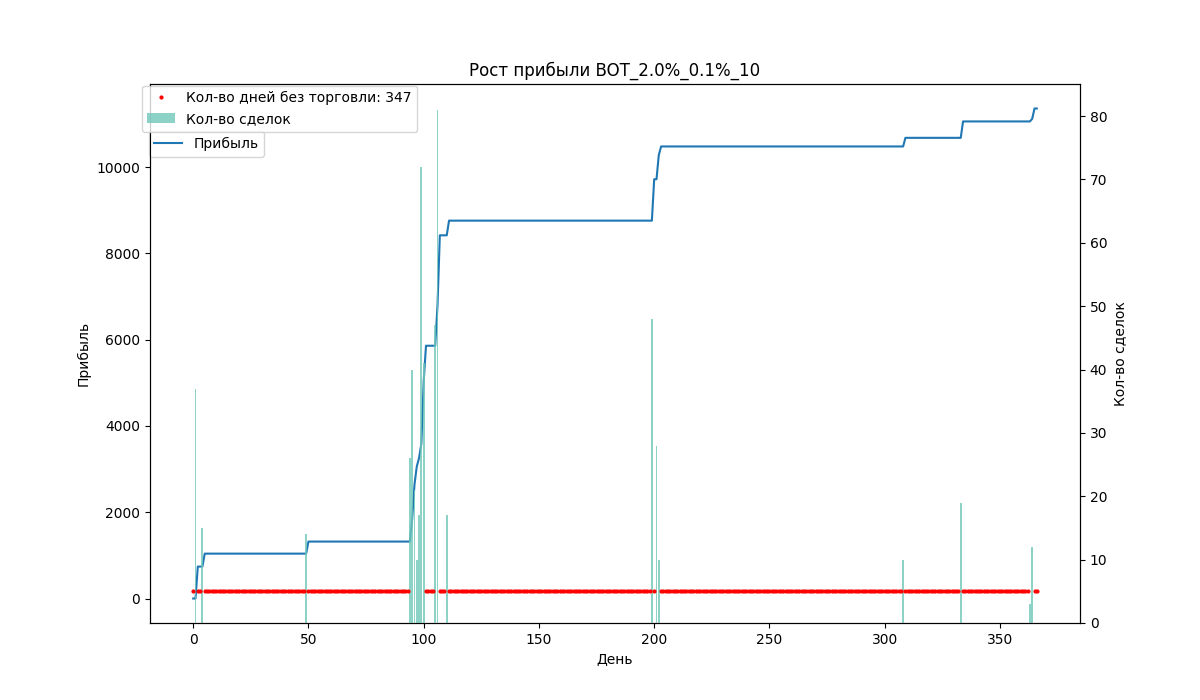 Рост прибыли BOT_2.0%_0.1%_10
Кол-во дней без торговли: 347
Кол-во сделок
Прибыль
10000
8000
6000
4000
2000
0
Прибыль
80
70
60
50
40
30
20
10
0
Кол-во сделок
0 50 100 150 200 250 300 350
День